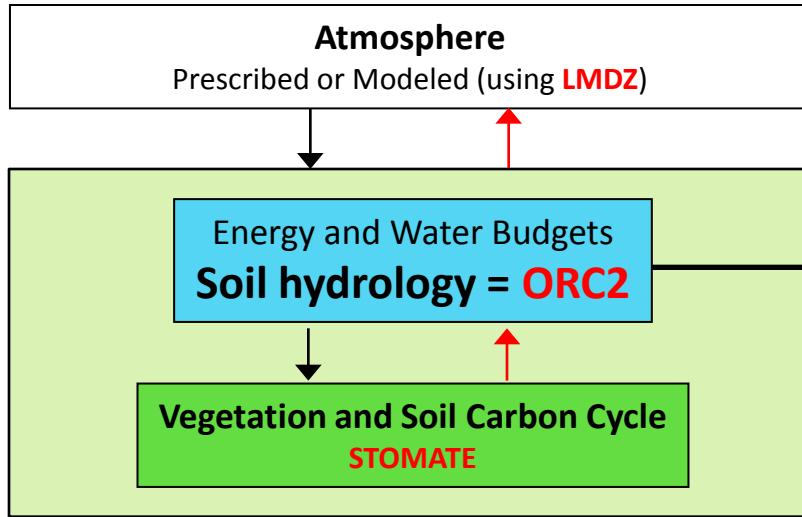 Atmosphere
Prescribed or Modeled (using LMDZ)
Energy and Water Budgets
Soil hydrology = ORC2
Vegetation and Soil Carbon Cycle
STOMATE